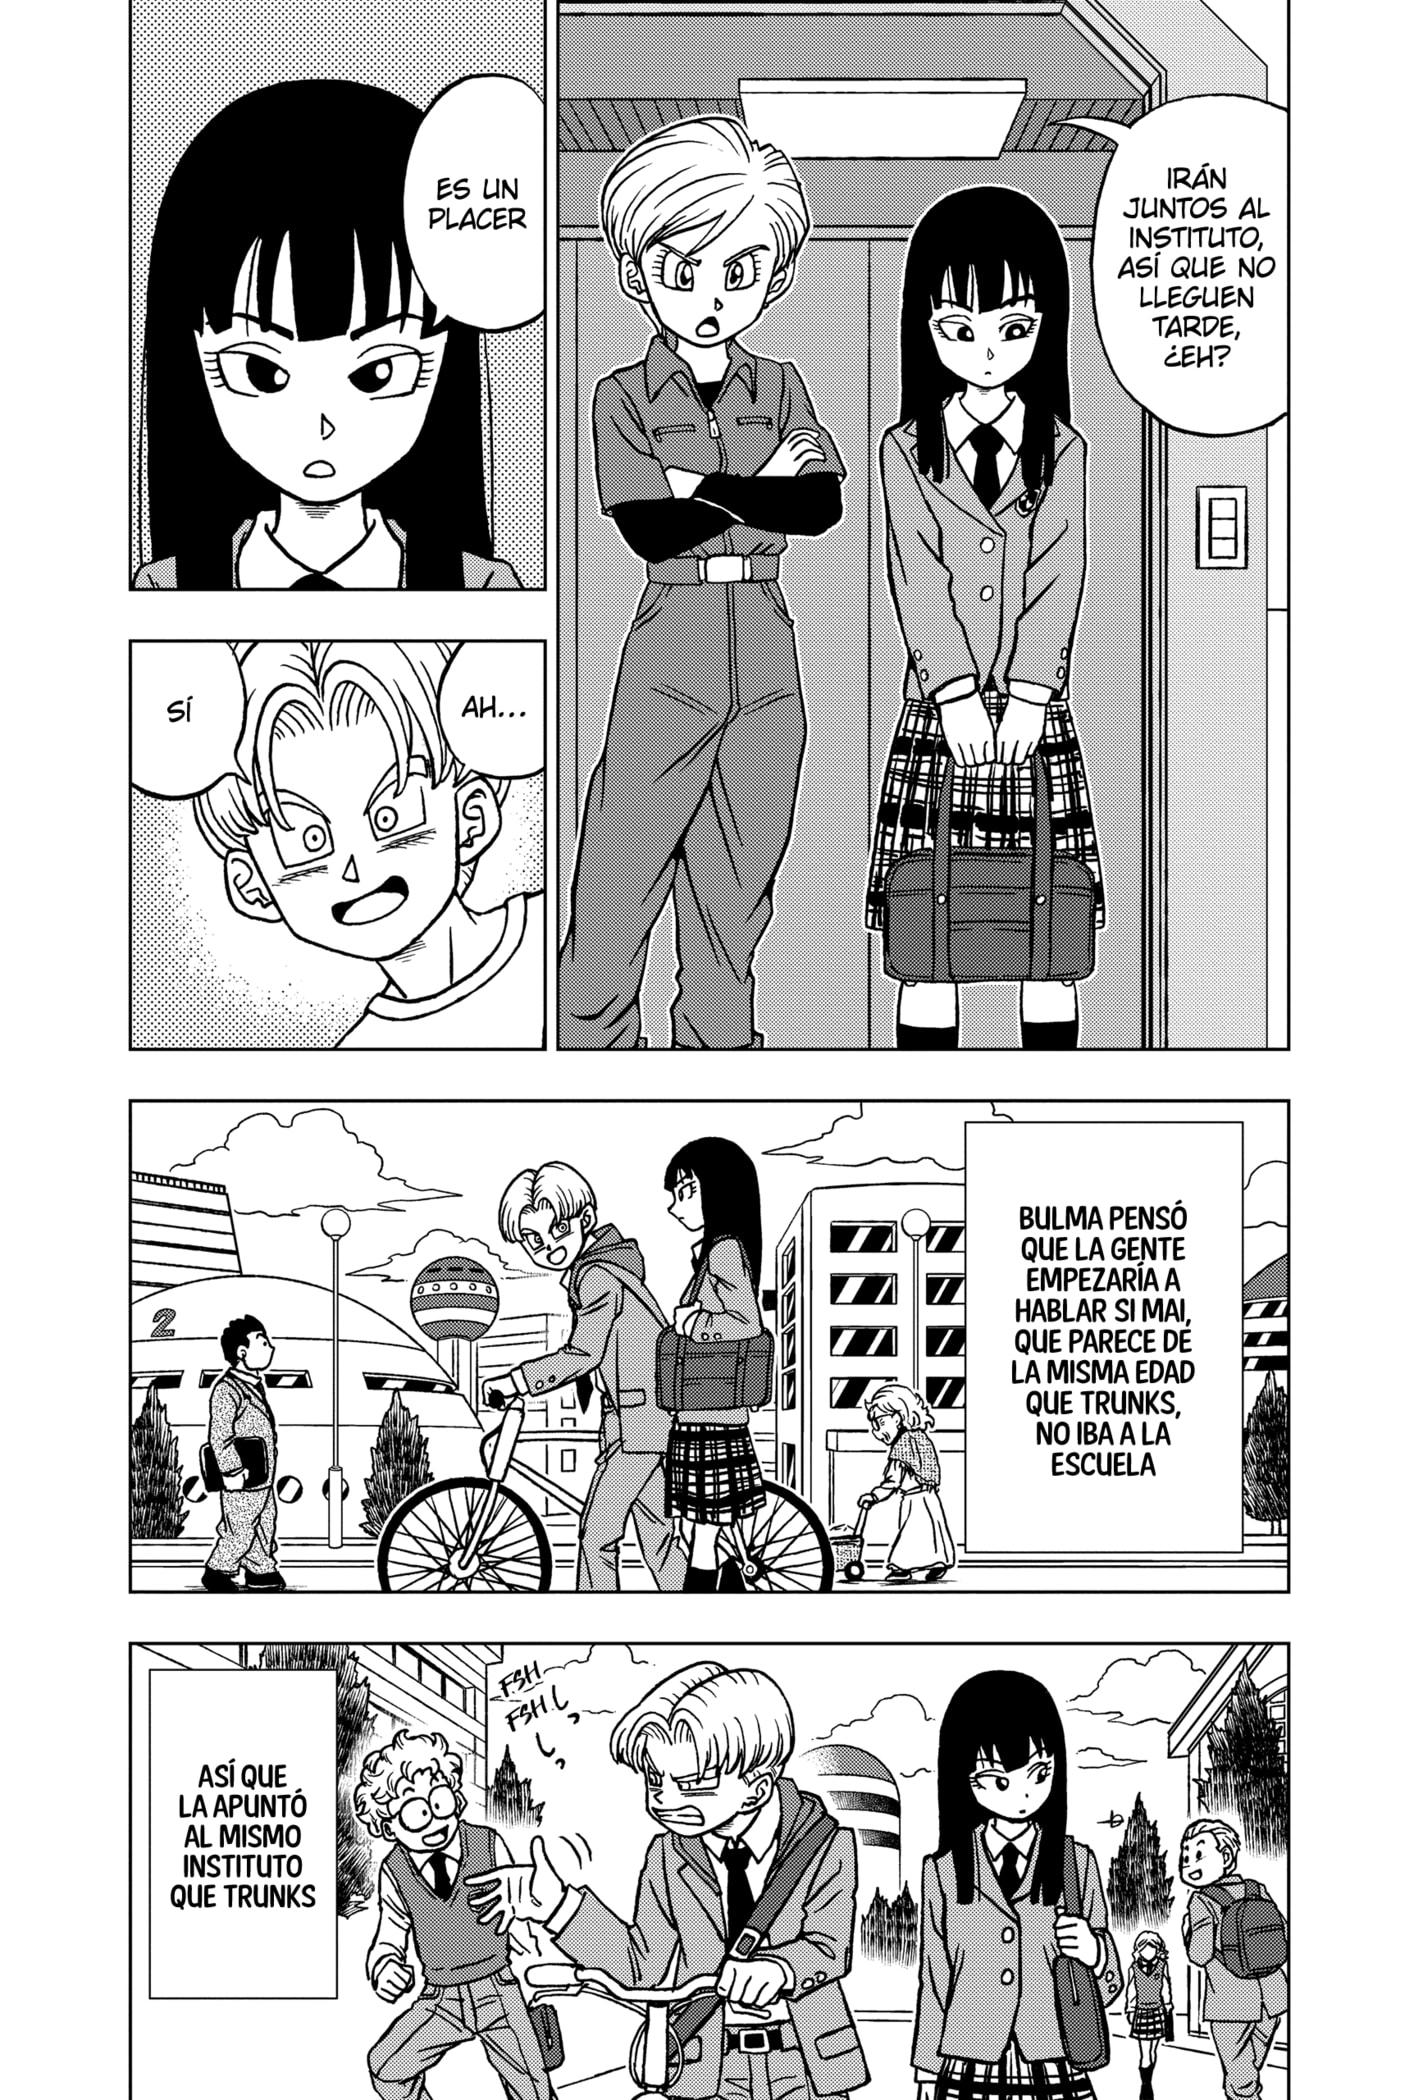 IRÁN
JUNTOS AL
INSTITUTO,
ASÍ QUE NO
LLEGUEN
TARDE,
¿EH?
ES UN
PLACER
AH...
SÍ
BULMA PENSÓ
QUE LA GENTE
EMPEZARÍA A
HABLAR SI MAI,
QUE PARECE DE
LA MISMA EDAD
QUE TRUNKS,
NO IBA A LA
ESCUELA
2
ASÍ QUE
LA APUNTÓ
AL MISMO
INSTITUTO
QUE TRUNKS
FSH
FSH